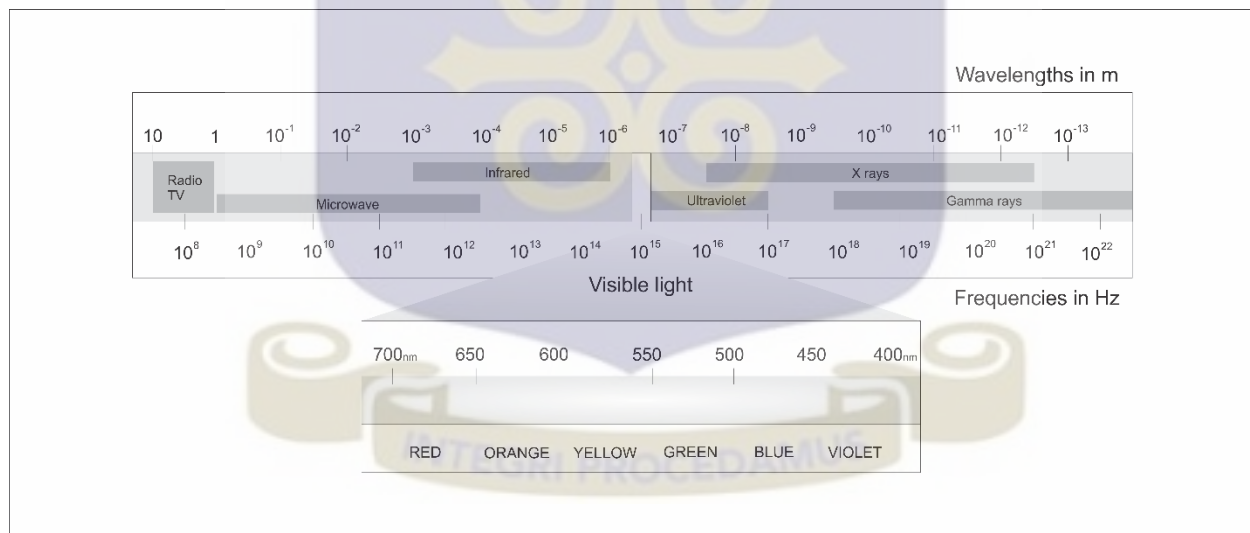 Wavelengths in m
10 1 10⁻¹ 10⁻² 10⁻³ 10⁻⁴ 10⁻⁵ 10⁻⁶ 10⁻⁷ 10⁻⁸ 10⁻⁹ 10⁻¹⁰ 10⁻¹¹ 10⁻¹² 10⁻¹³
Infrared X rays
Radio
TV
Microwave Ultraviolet Gamma rays
10⁸ 10⁹ 10¹⁰ 10¹¹ 10¹² 10¹³ 10¹⁴ 10¹⁵ 10¹⁶ 10¹⁷ 10¹⁸ 10¹⁹ 10²⁰ 10²¹ 10²²
Visible light
Frequencies in Hz
700nm 650 600 550 500 450 400nm
RED ORANGE YELLOW GREEN BLUE VIOLET
INTEGRI PROCEDAMUS